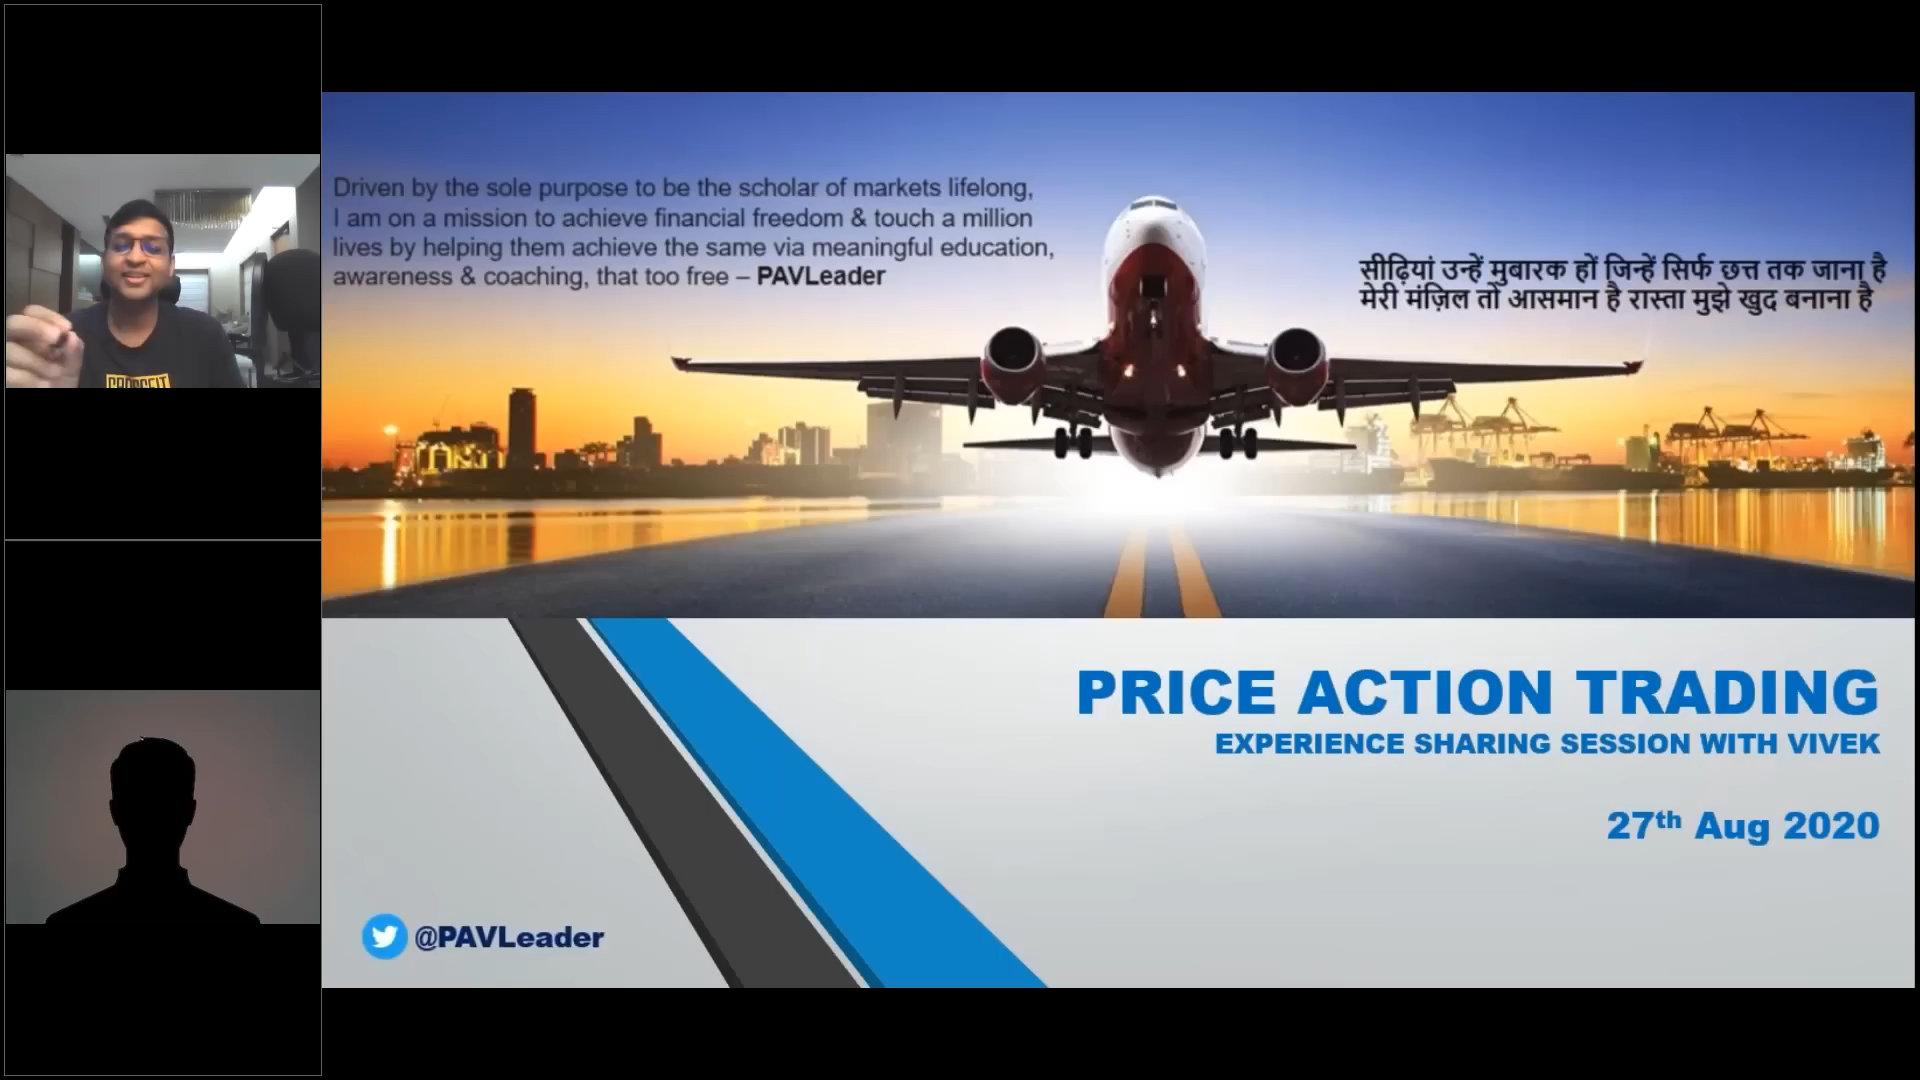 Driven by the sole purpose to be the scholar of markets lifelong,
I am on a mission to achieve financial freedom & touch a million
lives by helping them achieve the same via meaningful education,
awareness & coaching, that too free – PAVLeader
सीढ़ियां उन्हें मुबारक हों जिन्हें सिर्फ छत्त तक जाना है
मेरी मंज़िल तो आसमान है रास्ता मुझे खुद बनाना है
PRICE ACTION TRADING
EXPERIENCE SHARING SESSION WITH VIVEK
27th Aug 2020
@PAVLeader
CROSSFIT